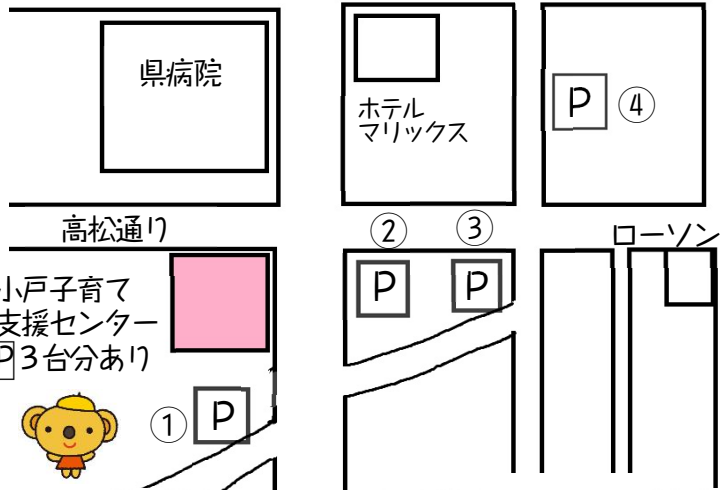 県病院
ホテル
マリックス
P ④
高松通り
② ③
ローソン
P P
小戸子育て
支援センター
P3台分あり
① P